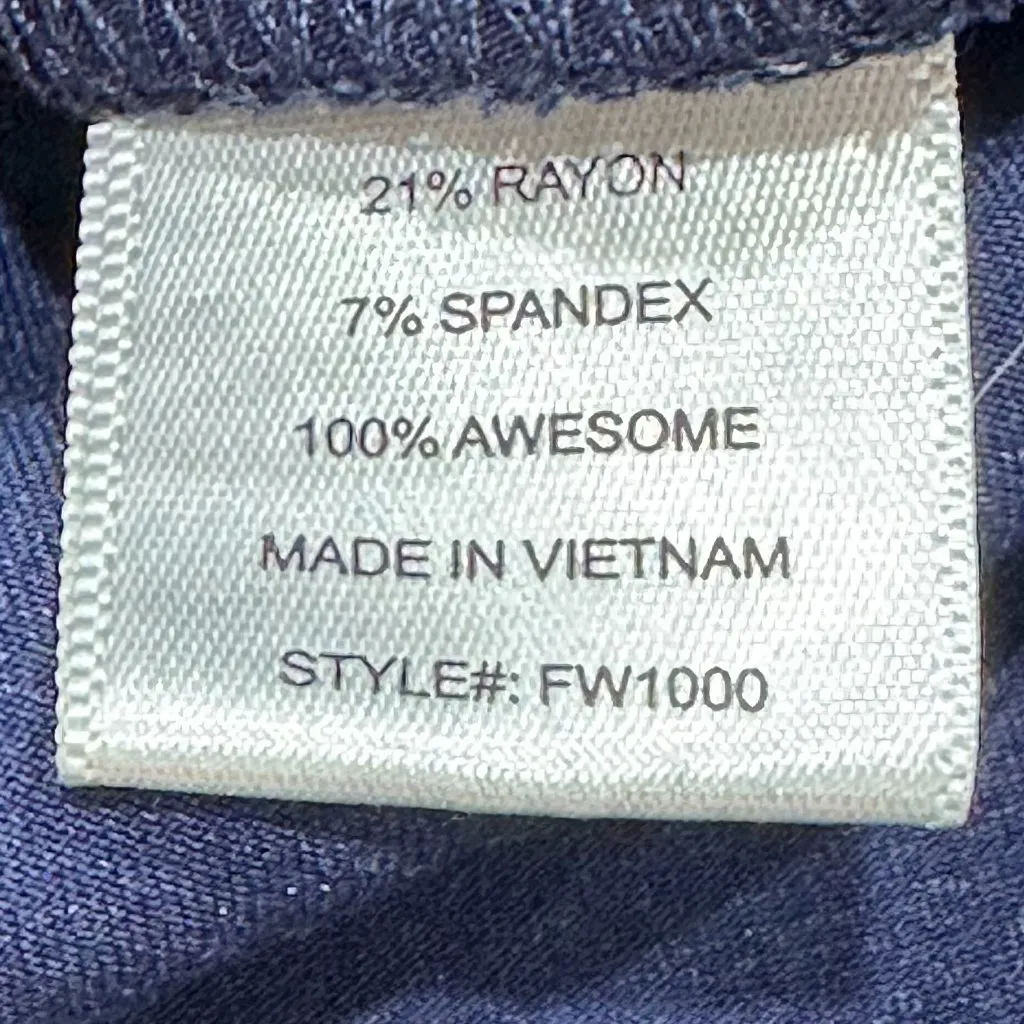 21% RAYON
7% SPANDEX
100% AWESOME
MADE IN VIETNAM
STYLE#: FW1000